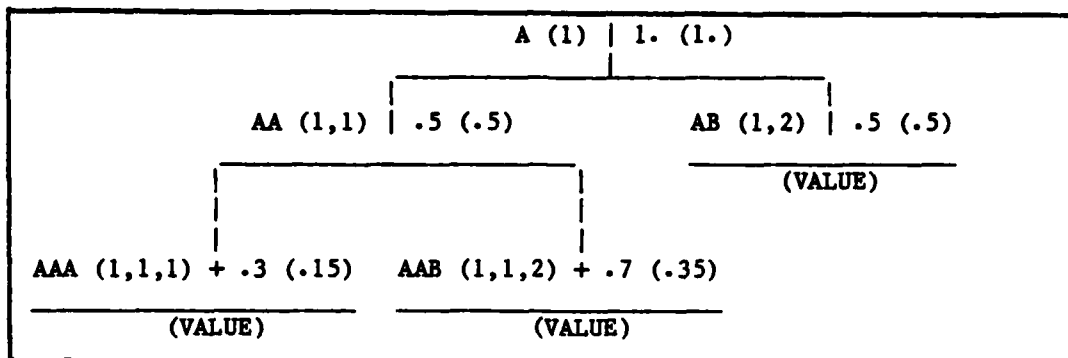 A (1) | 1. (1.)
AA (1,1) | .5 (.5) AB (1,2) | .5 (.5)
(VALUE)
AAA (1,1,1) + .3 (.15) AAB (1,1,2) + .7 (.35)
(VALUE) (VALUE)